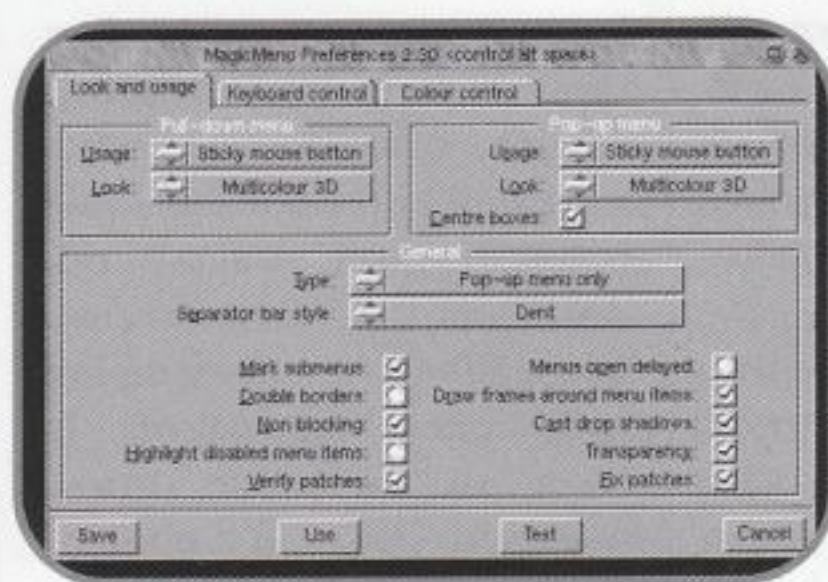 MagicMenu Preferences 2.30 <control alt space>
Look and usage
Keyboard control
Colour control
Pull-down menu
Usage: Sticky mouse button
Look: Multicolour 3D
Pop-up menu
Usage: Sticky mouse button
Look: Multicolour 3D
Centre boxes:
General
Type: Pop-up menu only
Separator bar style: Dent
Mark submenus:
Double borders:
Non blocking:
Highlight disabled menu items:
Verify patches:
Menus open delayed:
Draw frames around menu items:
Cast drop shadows:
Transparency:
Fix patches:
Save
Use
Test
Cancel